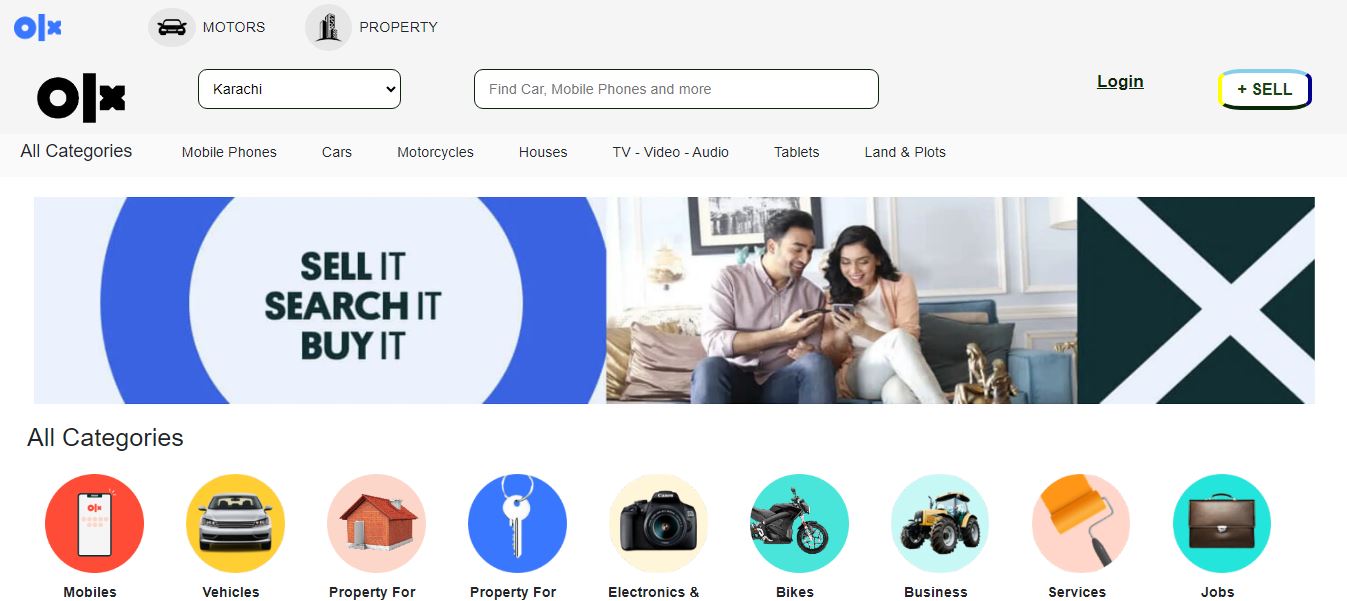 olx MOTORS PROPERTY
olx Karachi Find Car, Mobile Phones and more Login + SELL
All Categories Mobile Phones Cars Motorcycles Houses TV - Video - Audio Tablets Land & Plots
SELL IT
SEARCH IT
BUY IT
All Categories
olx
Canon
Mobiles Vehicles Property For Property For Electronics & Bikes Business Services Jobs